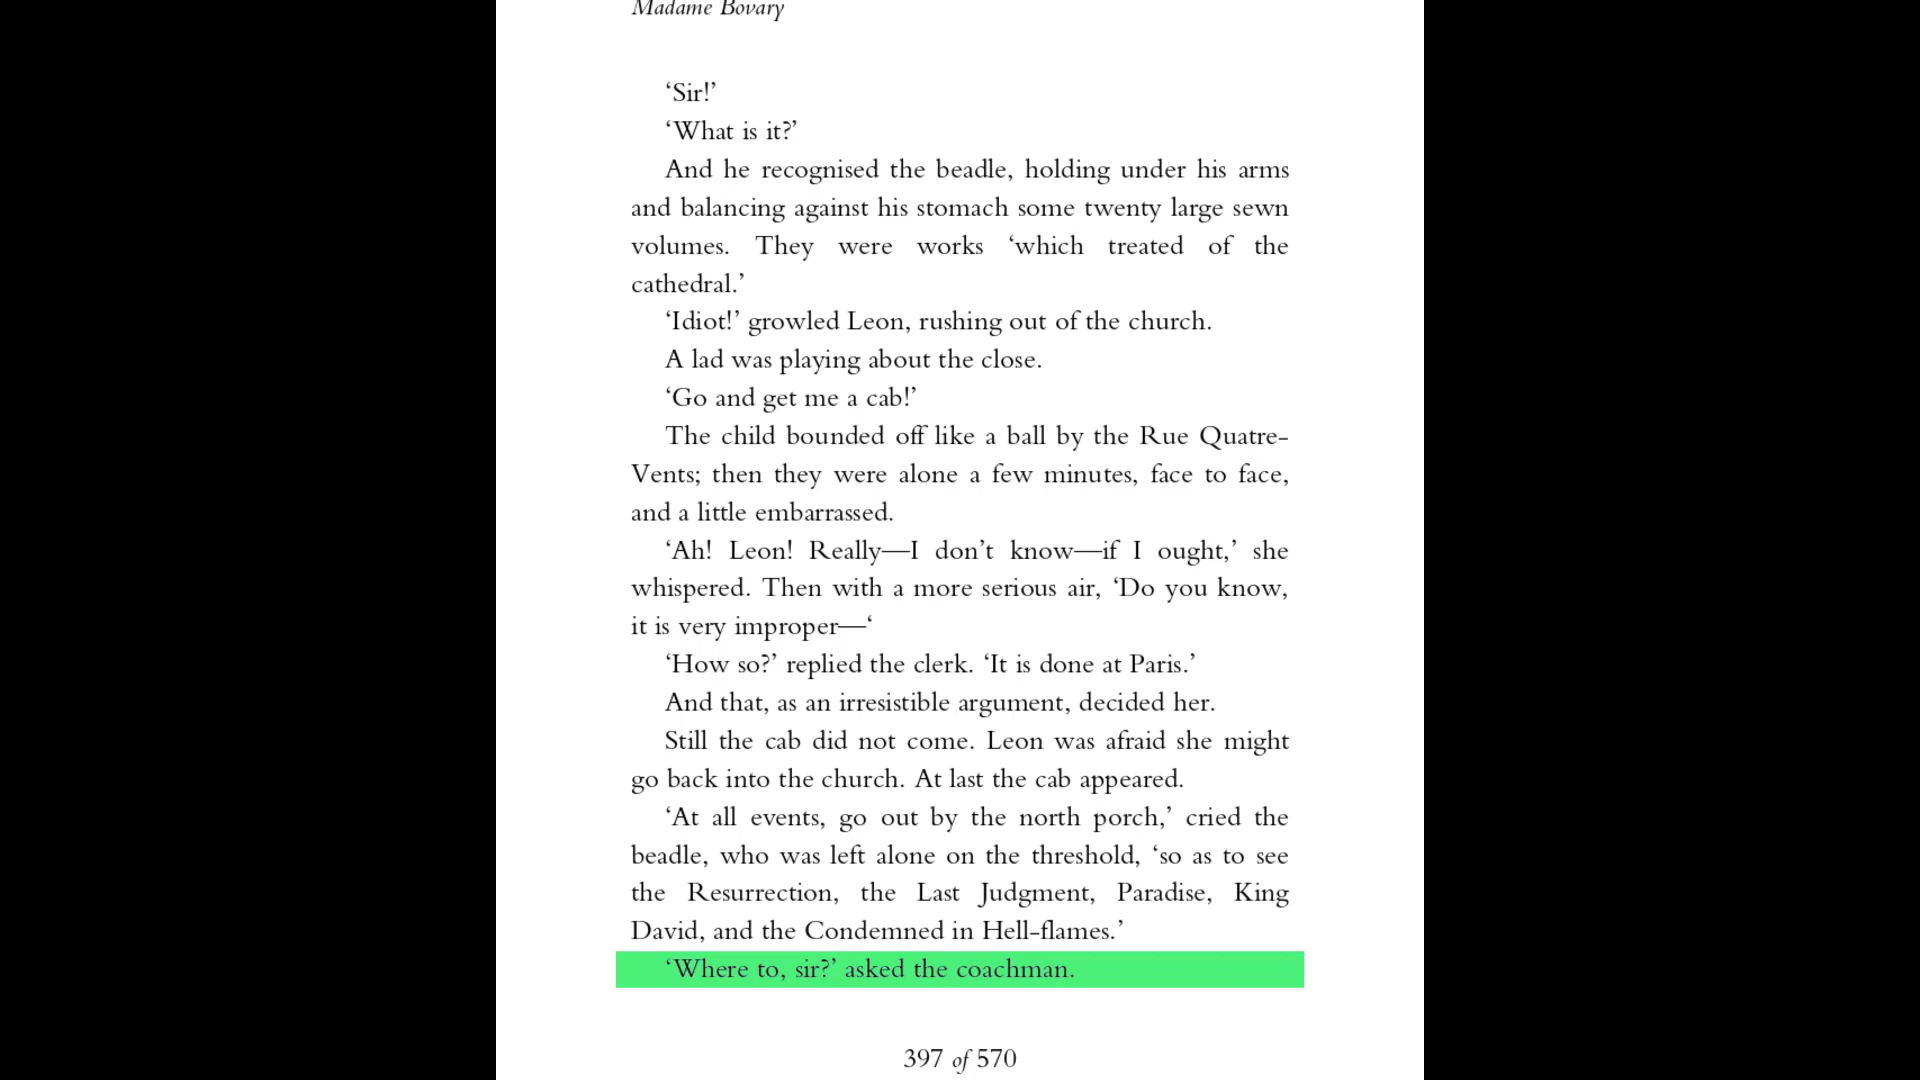 Madame Bovary
‘Sir!’
‘What is it?’
And he recognised the beadle, holding under his arms
and balancing against his stomach some twenty large sewn
volumes. They were works ‘which treated of the
cathedral.’
‘Idiot!’ growled Leon, rushing out of the church.
A lad was playing about the close.
‘Go and get me a cab!’
The child bounded off like a ball by the Rue Quatre-
Vents; then they were alone a few minutes, face to face,
and a little embarrassed.
‘Ah! Leon! Really—I don’t know—if I ought,’ she
whispered. Then with a more serious air, ‘Do you know,
it is very improper—‘
‘How so?’ replied the clerk. ‘It is done at Paris.’
And that, as an irresistible argument, decided her.
Still the cab did not come. Leon was afraid she might
go back into the church. At last the cab appeared.
‘At all events, go out by the north porch,’ cried the
beadle, who was left alone on the threshold, ‘so as to see
the Resurrection, the Last Judgment, Paradise, King
David, and the Condemned in Hell-flames.’
‘Where to, sir?’ asked the coachman.
397 of 570